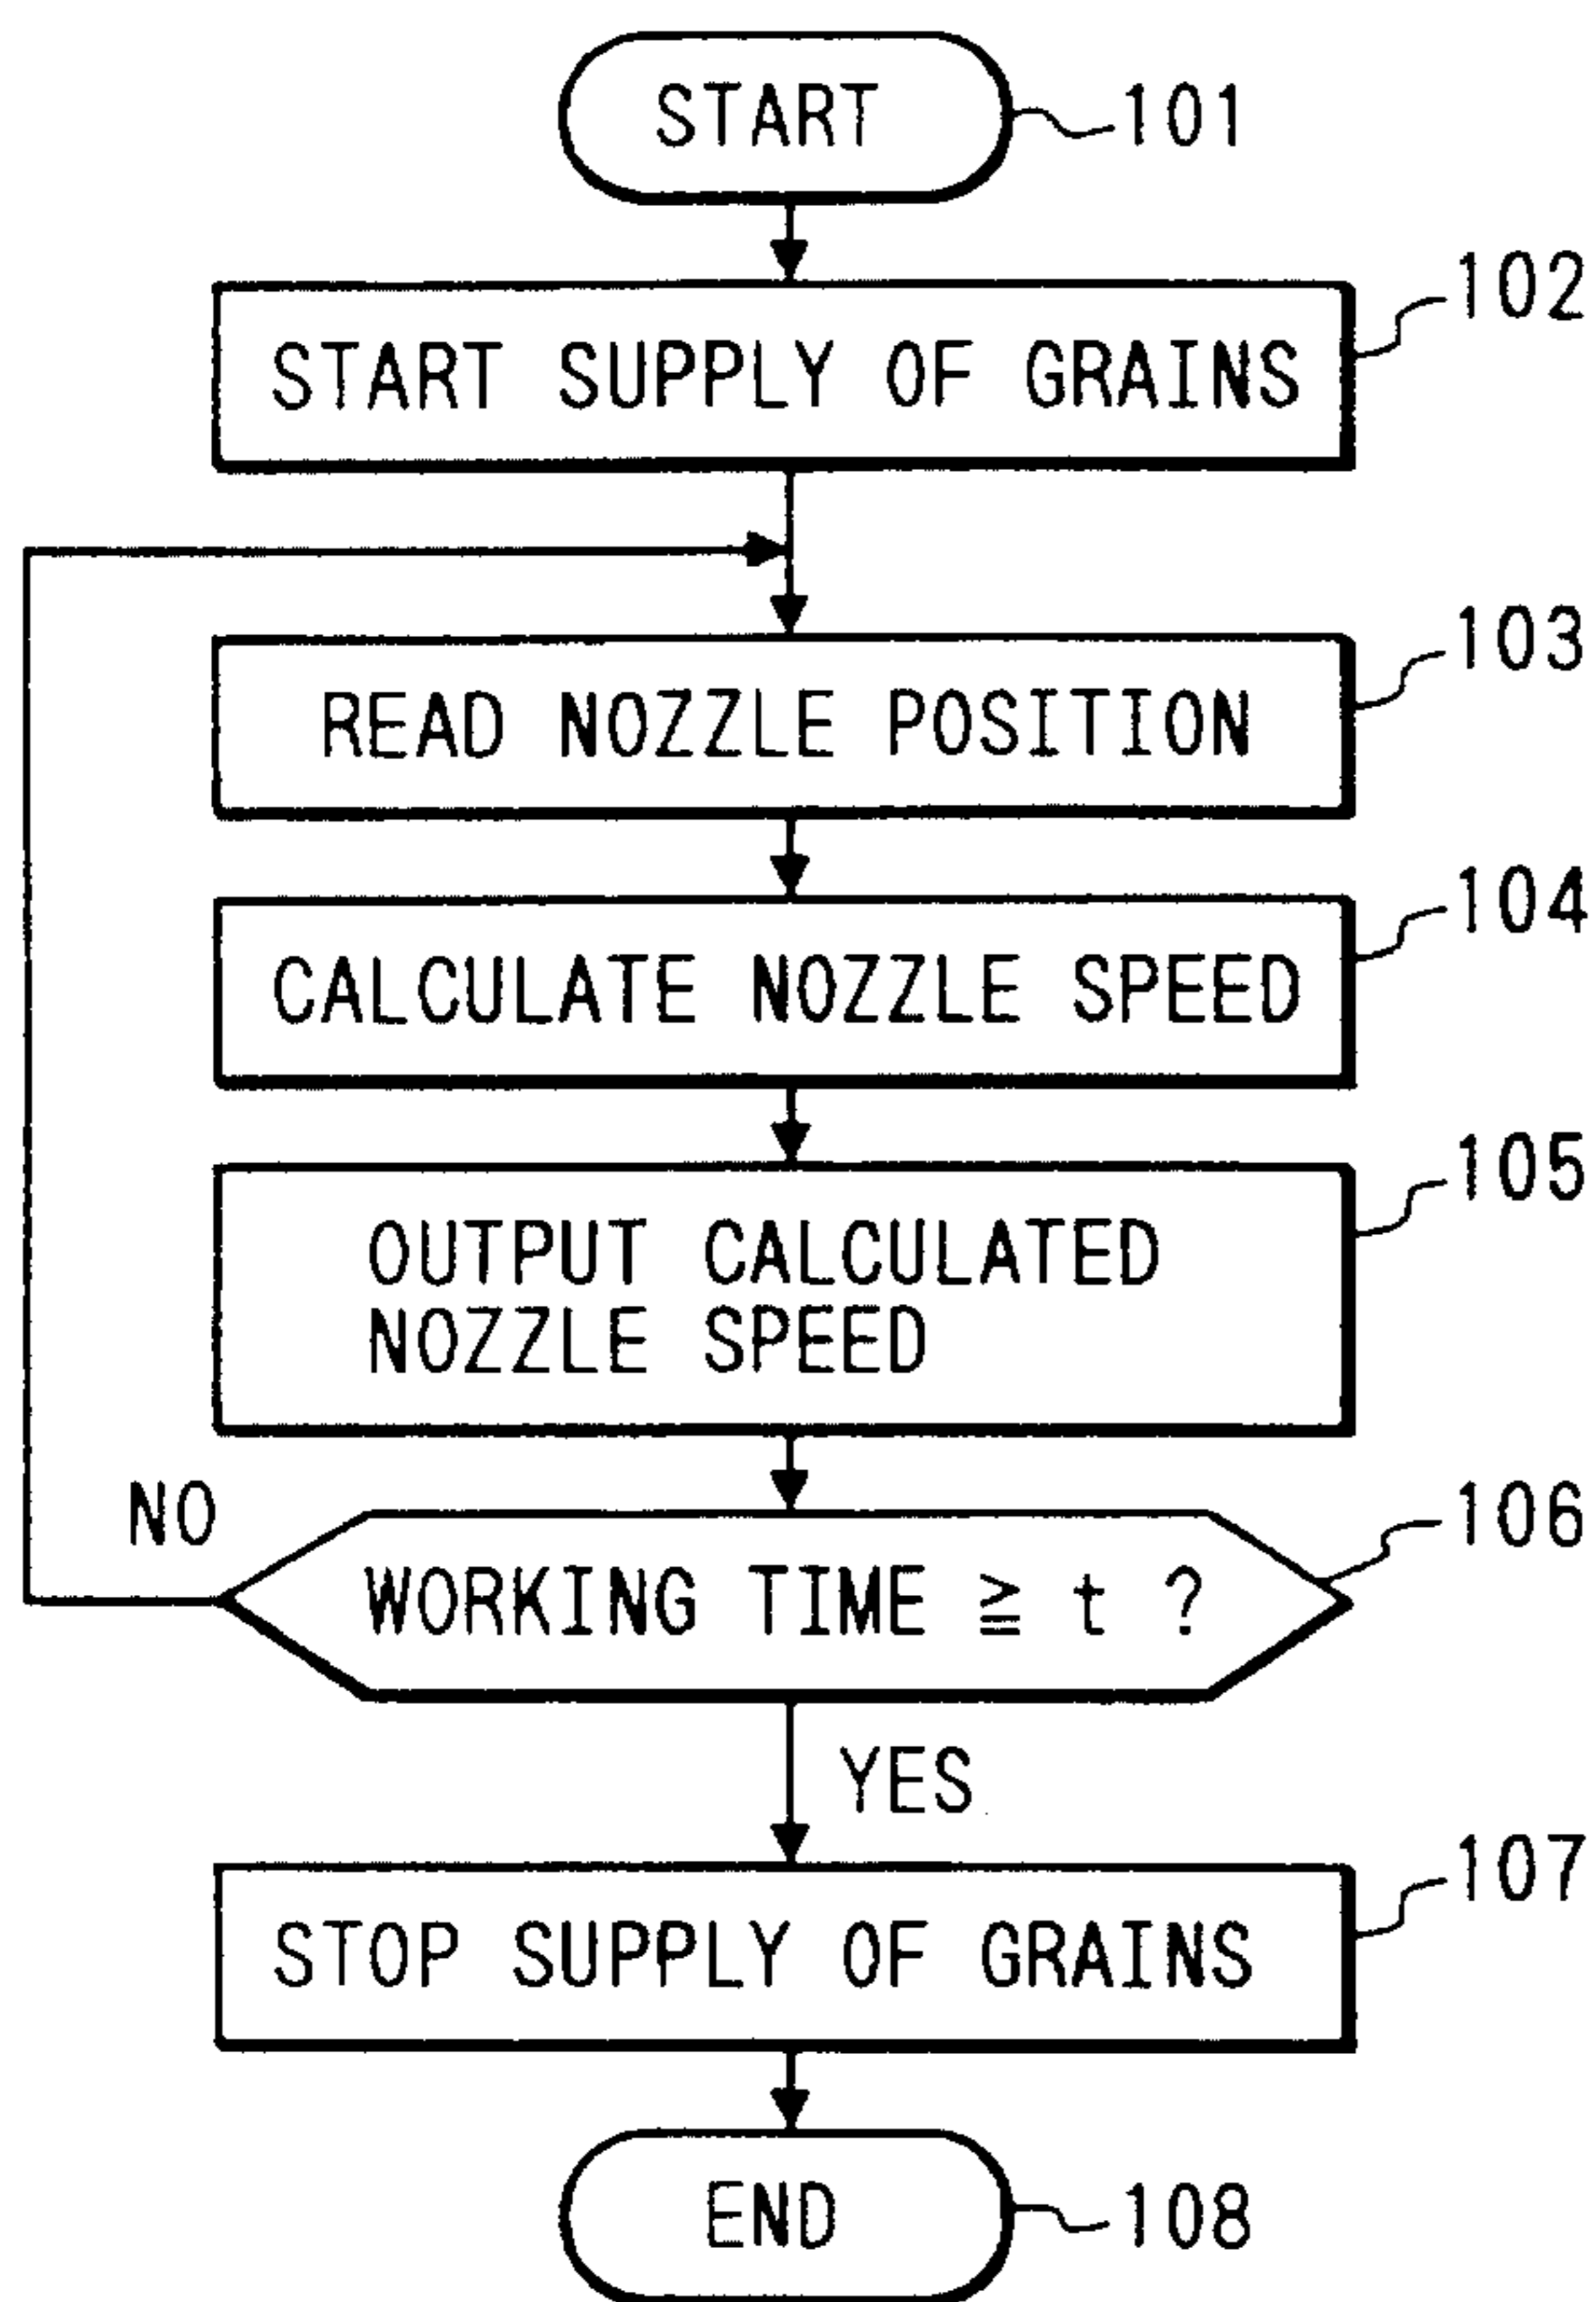 START
101
102
START SUPPLY OF GRAINS
103
READ NOZZLE POSITION
104
CALCULATE NOZZLE SPEED
105
OUTPUT CALCULATED
NOZZLE SPEED
NO
106
WORKING TIME ≧ t ?
YES
107
STOP SUPPLY OF GRAINS
END
108